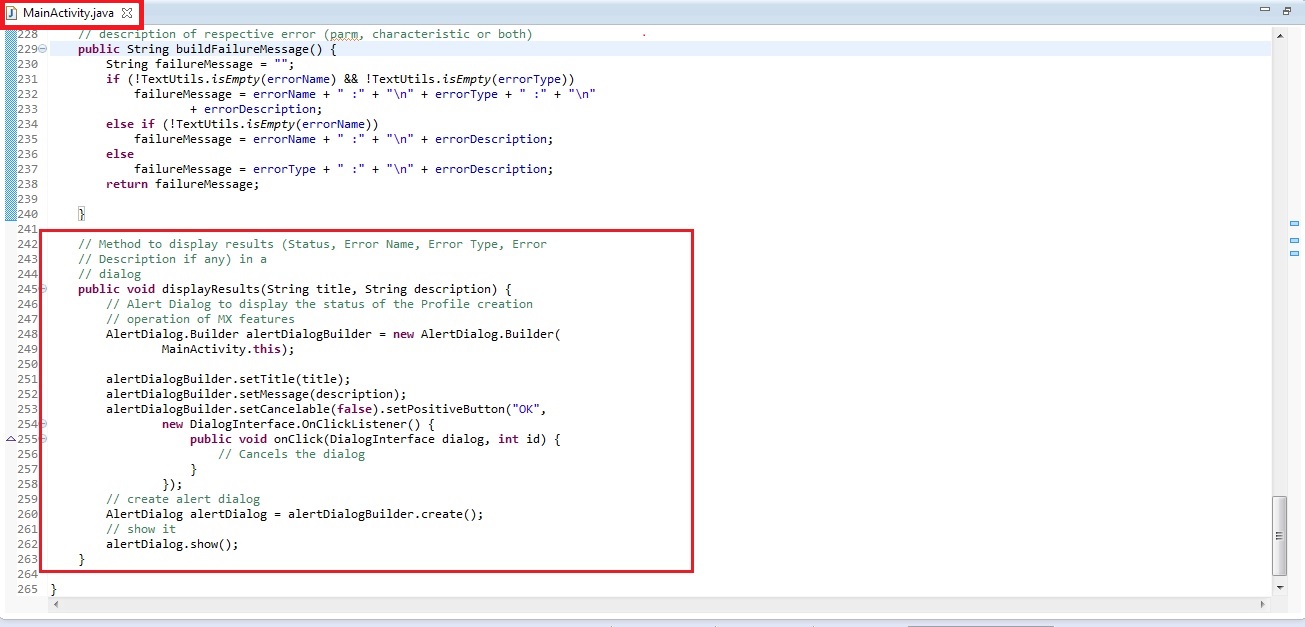 MainActivity.java
228 // description of respective error (parm, characteristic or both)
229 public String buildFailureMessage() {
230 String failureMessage = "";
231 if (!TextUtils.isEmpty(errorName) && !TextUtils.isEmpty(errorType))
232 failureMessage = errorName + " :" + "\n" + errorType + " :" + "\n"
233 + errorDescription;
234 else if (!TextUtils.isEmpty(errorName))
235 failureMessage = errorName + " :" + "\n" + errorDescription;
236 else
237 failureMessage = errorType + " :" + "\n" + errorDescription;
238 return failureMessage;
239
240 }
241
242 // Method to display results (Status, Error Name, Error Type, Error
243 // Description if any) in a
244 // dialog
245 public void displayResults(String title, String description) {
246 // Alert Dialog to display the status of the Profile creation
247 // operation of MX features
248 AlertDialog.Builder alertDialogBuilder = new AlertDialog.Builder(
249 MainActivity.this);
250
251 alertDialogBuilder.setTitle(title);
252 alertDialogBuilder.setMessage(description);
253 alertDialogBuilder.setCancelable(false).setPositiveButton("OK",
254 new DialogInterface.OnClickListener() {
255 public void onClick(DialogInterface dialog, int id) {
256 // Cancels the dialog
257 }
258 });
259 // create alert dialog
260 AlertDialog alertDialog = alertDialogBuilder.create();
261 // show it
262 alertDialog.show();
263 }
264
265 }